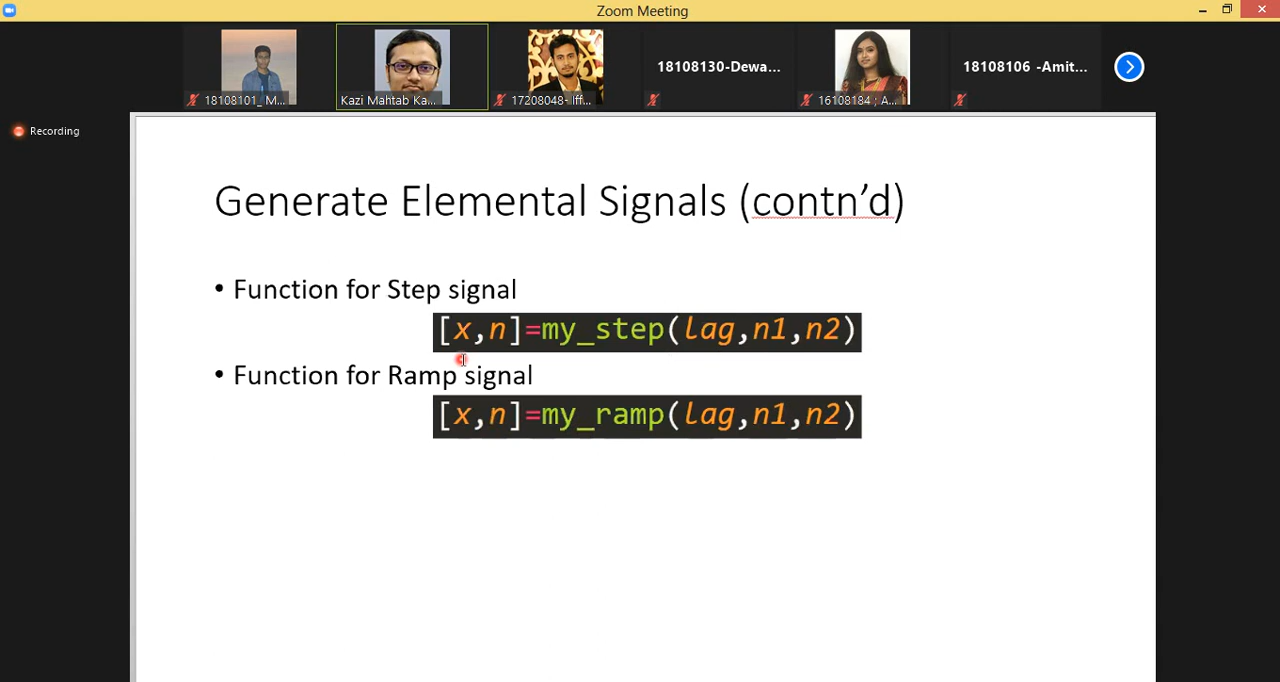 Zoom Meeting
18108101_ M...
Kazi Mahtab Ka...
17208048- Iff...
18108130-Dewa...
16108184 ; A...
18108106 -Amit...
Recording
Generate Elemental Signals (contn’d)
• Function for Step signal
[x,n]=my_step(lag,n1,n2)
• Function for Ramp signal
[x,n]=my_ramp(lag,n1,n2)